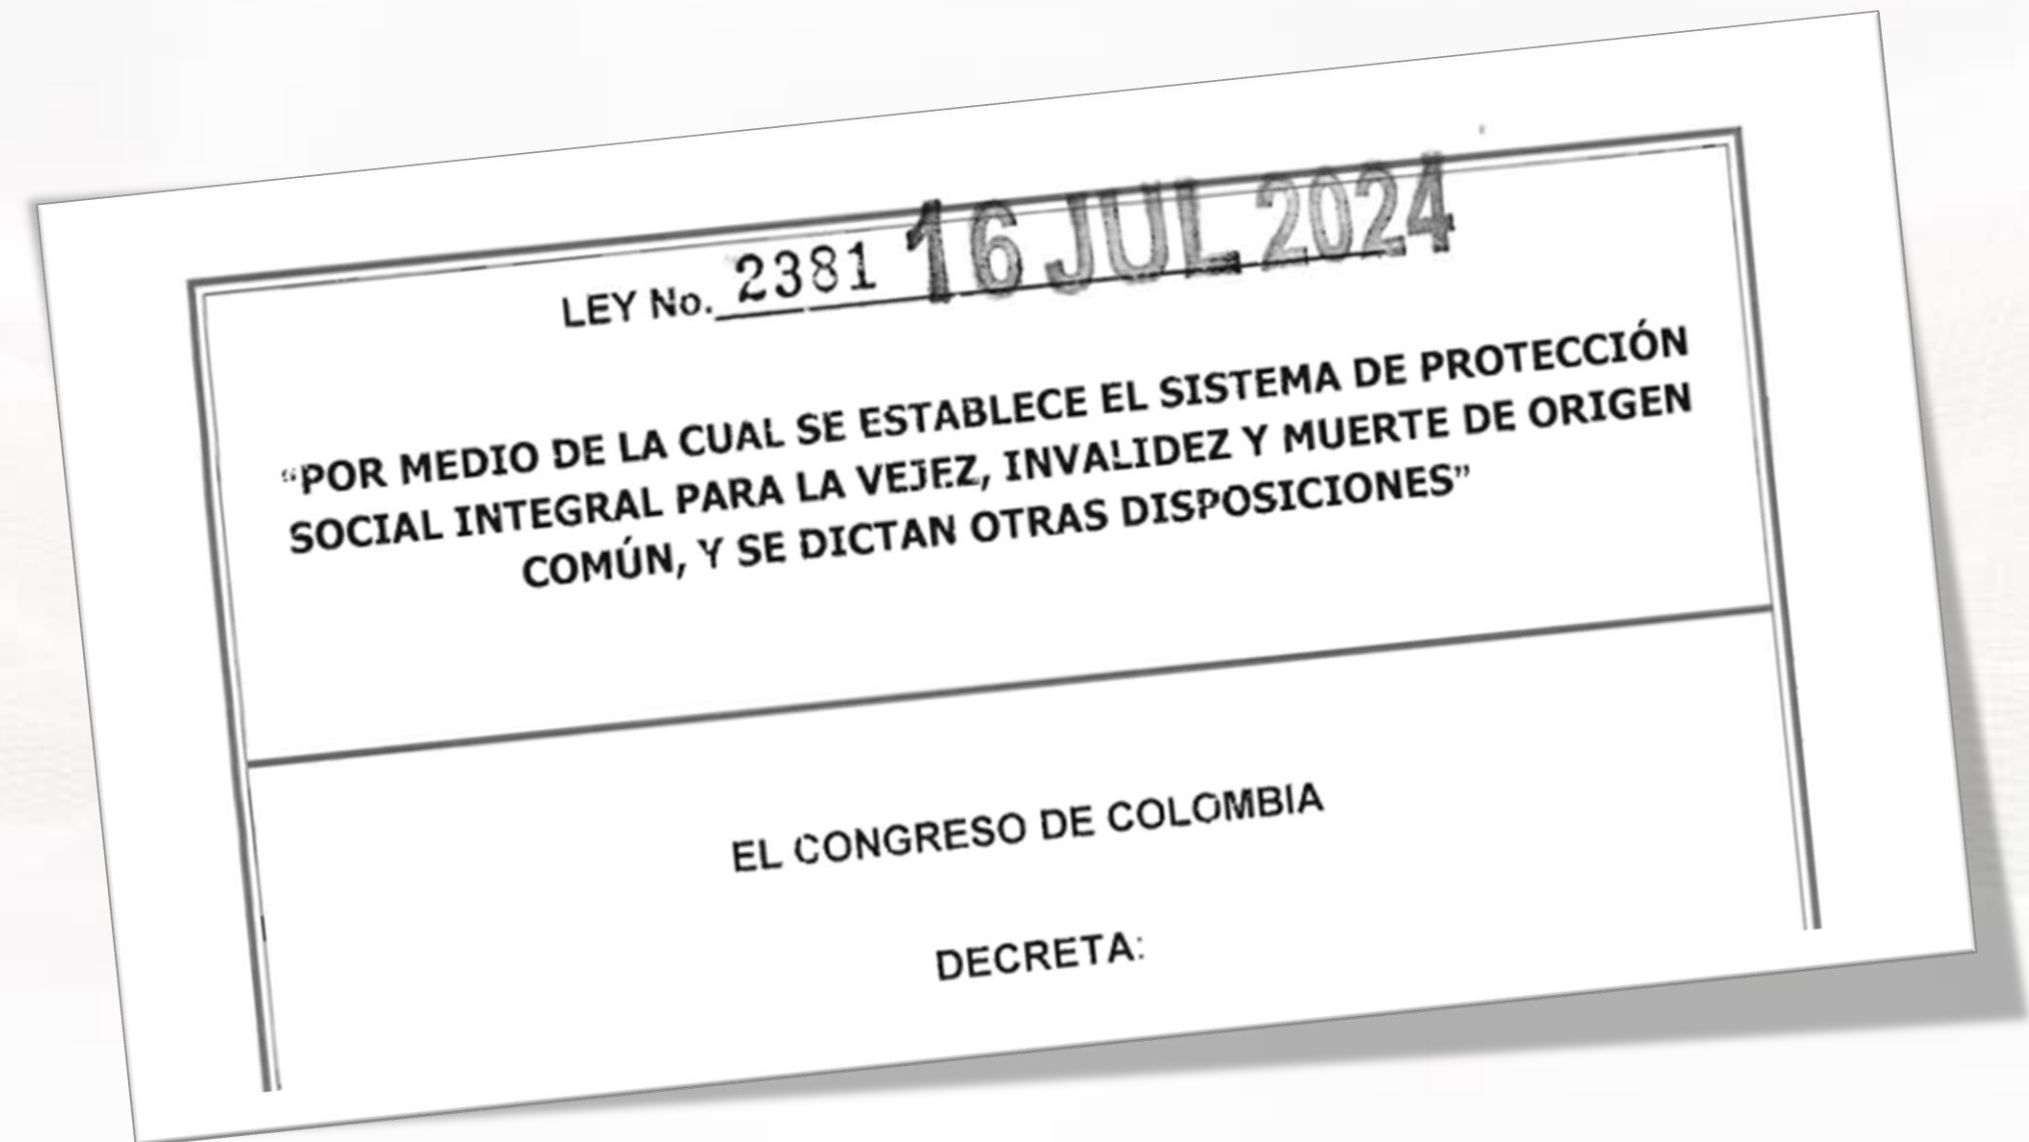 LEY No. 2381 16 JUL 2024
“POR MEDIO DE LA CUAL SE ESTABLECE EL SISTEMA DE PROTECCIÓN
SOCIAL INTEGRAL PARA LA VEJEZ, INVALIDEZ Y MUERTE DE ORIGEN
COMÚN, Y SE DICTAN OTRAS DISPOSICIONES”
EL CONGRESO DE COLOMBIA
DECRETA: